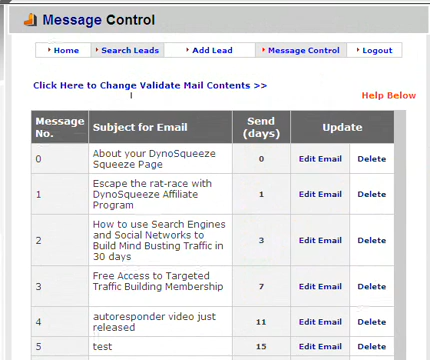 Message Control
Home Search Leads Add Lead Message Control Logout
Click Here to Change Validate Mail Contents >>
Help Below
Message No. Subject for Email Send (days) Update
0 About your DynoSqueeze Squeeze Page 0 Edit Email Delete
1 Escape the rat-race with DynoSqueeze Affiliate Program 1 Edit Email Delete
2 How to use Search Engines and Social Networks to Build Mind Busting Traffic in 30 days 3 Edit Email Delete
3 Free Access to Targeted Traffic Building Membership 7 Edit Email Delete
4 autoresponder video just released 11 Edit Email Delete
5 test 15 Edit Email Delete